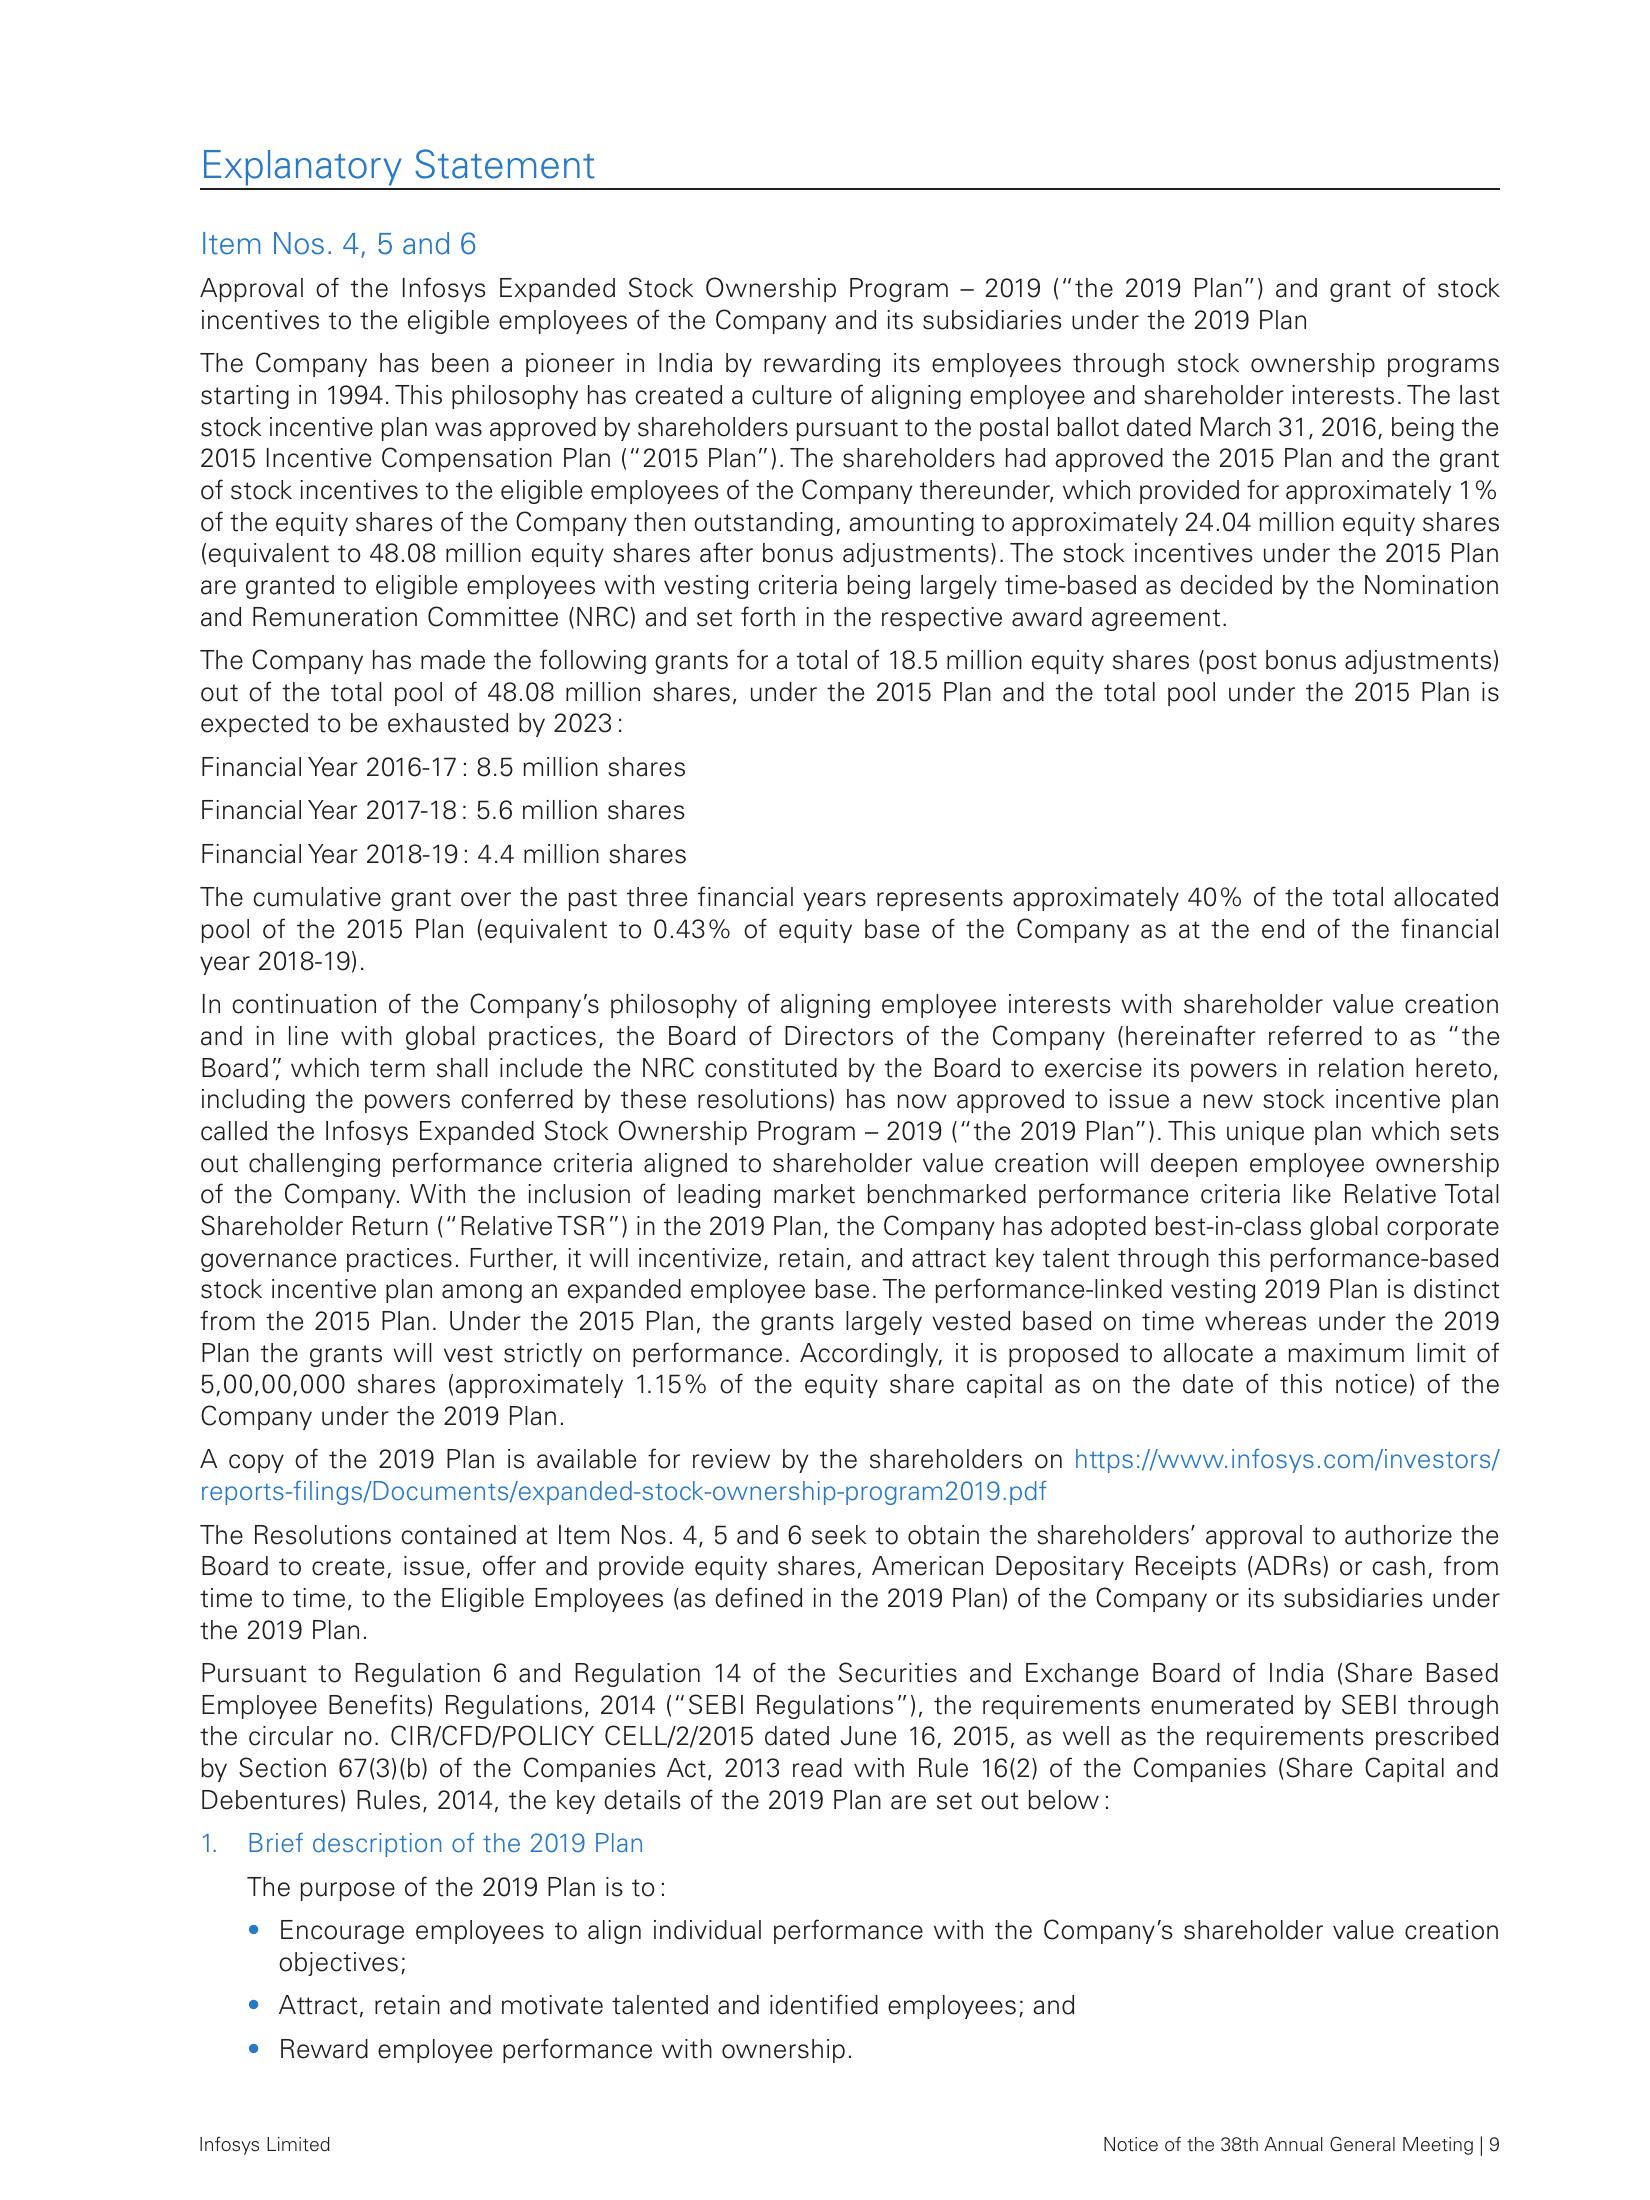 Explanatory Statement
Item Nos. 4, 5 and 6
Approval of the Infosys Expanded Stock Ownership Program – 2019 (“the 2019 Plan”) and grant of stock
incentives to the eligible employees of the Company and its subsidiaries under the 2019 Plan
The Company has been a pioneer in India by rewarding its employees through stock ownership programs
starting in 1994. This philosophy has created a culture of aligning employee and shareholder interests. The last
stock incentive plan was approved by shareholders pursuant to the postal ballot dated March 31, 2016, being the
2015 Incentive Compensation Plan (“2015 Plan”). The shareholders had approved the 2015 Plan and the grant
of stock incentives to the eligible employees of the Company thereunder, which provided for approximately 1%
of the equity shares of the Company then outstanding, amounting to approximately 24.04 million equity shares
(equivalent to 48.08 million equity shares after bonus adjustments). The stock incentives under the 2015 Plan
are granted to eligible employees with vesting criteria being largely time-based as decided by the Nomination
and Remuneration Committee (NRC) and set forth in the respective award agreement.
The Company has made the following grants for a total of 18.5 million equity shares (post bonus adjustments)
out of the total pool of 48.08 million shares, under the 2015 Plan and the total pool under the 2015 Plan is
expected to be exhausted by 2023 :
Financial Year 2016-17 : 8.5 million shares
Financial Year 2017-18 : 5.6 million shares
Financial Year 2018-19 : 4.4 million shares
The cumulative grant over the past three financial years represents approximately 40% of the total allocated
pool of the 2015 Plan (equivalent to 0.43% of equity base of the Company as at the end of the financial
year 2018-19).
In continuation of the Company’s philosophy of aligning employee interests with shareholder value creation
and in line with global practices, the Board of Directors of the Company (hereinafter referred to as “the
Board”, which term shall include the NRC constituted by the Board to exercise its powers in relation hereto,
including the powers conferred by these resolutions) has now approved to issue a new stock incentive plan
called the Infosys Expanded Stock Ownership Program – 2019 (“the 2019 Plan”). This unique plan which sets
out challenging performance criteria aligned to shareholder value creation will deepen employee ownership
of the Company. With the inclusion of leading market benchmarked performance criteria like Relative Total
Shareholder Return (“Relative TSR”) in the 2019 Plan, the Company has adopted best-in-class global corporate
governance practices. Further, it will incentivize, retain, and attract key talent through this performance-based
stock incentive plan among an expanded employee base. The performance-linked vesting 2019 Plan is distinct
from the 2015 Plan. Under the 2015 Plan, the grants largely vested based on time whereas under the 2019
Plan the grants will vest strictly on performance. Accordingly, it is proposed to allocate a maximum limit of
5,00,00,000 shares (approximately 1.15% of the equity share capital as on the date of this notice) of the
Company under the 2019 Plan.
A copy of the 2019 Plan is available for review by the shareholders on https://www.infosys.com/investors/
reports-filings/Documents/expanded-stock-ownership-program2019.pdf
The Resolutions contained at Item Nos. 4, 5 and 6 seek to obtain the shareholders’ approval to authorize the
Board to create, issue, offer and provide equity shares, American Depositary Receipts (ADRs) or cash, from
time to time, to the Eligible Employees (as defined in the 2019 Plan) of the Company or its subsidiaries under
the 2019 Plan.
Pursuant to Regulation 6 and Regulation 14 of the Securities and Exchange Board of India (Share Based
Employee Benefits) Regulations, 2014 (“SEBI Regulations”), the requirements enumerated by SEBI through
the circular no. CIR/CFD/POLICY CELL/2/2015 dated June 16, 2015, as well as the requirements prescribed
by Section 67(3)(b) of the Companies Act, 2013 read with Rule 16(2) of the Companies (Share Capital and
Debentures) Rules, 2014, the key details of the 2019 Plan are set out below :
1. Brief description of the 2019 Plan
The purpose of the 2019 Plan is to :
• Encourage employees to align individual performance with the Company’s shareholder value creation
objectives;
• Attract, retain and motivate talented and identified employees; and
• Reward employee performance with ownership.
Infosys Limited
Notice of the 38th Annual General Meeting | 9